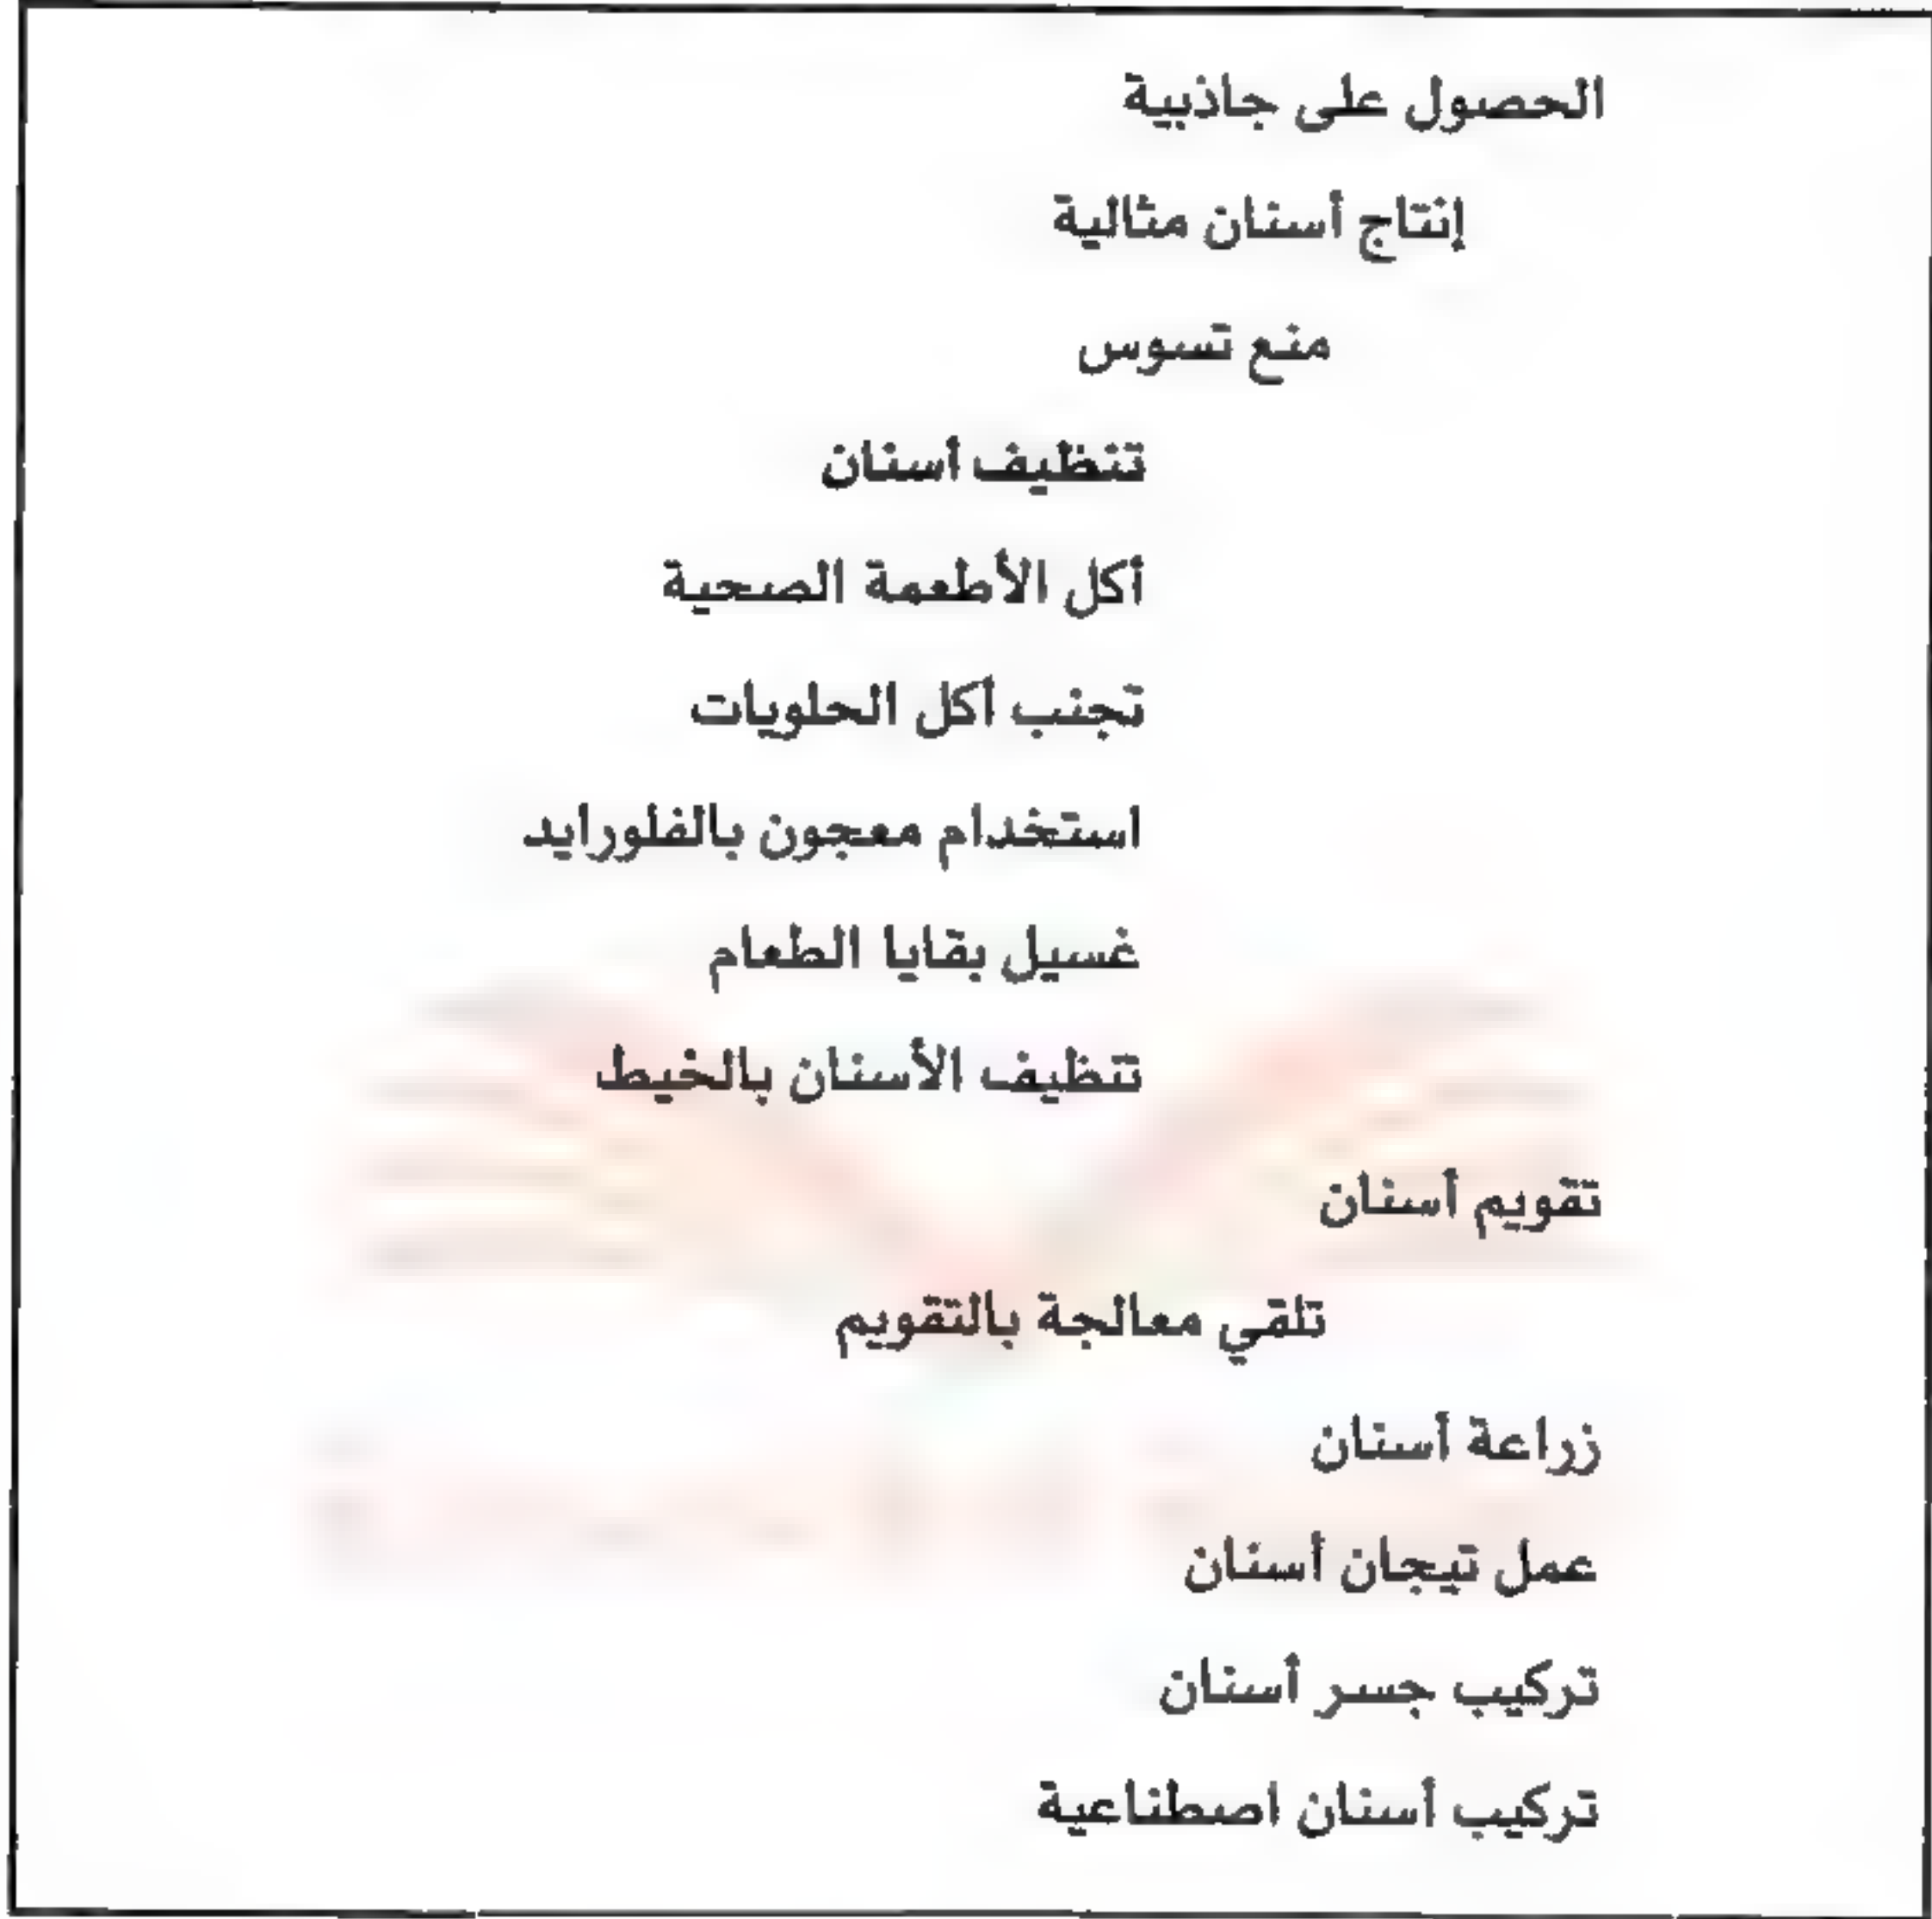 الحصول على جاذبية
إنتاج أسنان مثالية
منع تسوس
تنظيف أسنان
أكل الأطعمة الصحية
تجنب أكل الحلويات
استخدام معجون بالفلورايد
غسيل بقايا الطعام
تنظيف الأسنان بالخيط
تقويم أسنان
تلقي معالجة بالتقويم
زراعة أسنان
عمل تيجان أسنان
تركيب جسر أسنان
تركيب أسنان اصطناعية